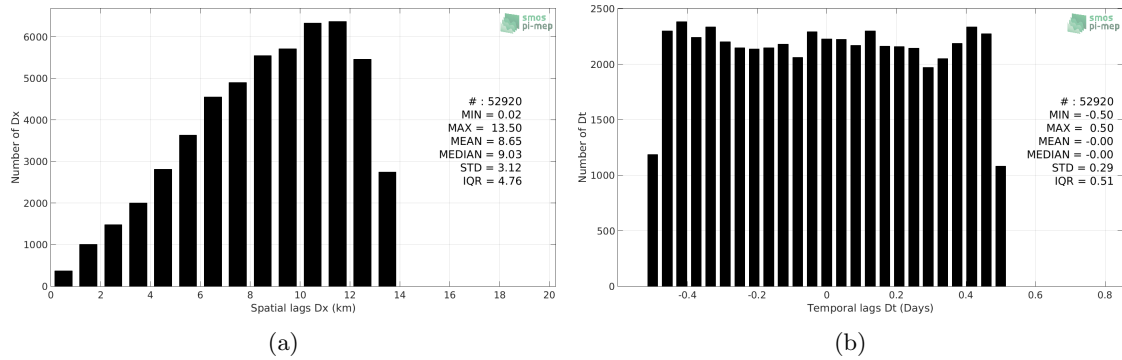 smos
pi-mep
6000
5000
4000
3000
2000
1000
0
Number of Dx
# : 52920
MIN = 0.02
MAX = 13.50
MEAN = 8.65
MEDIAN = 9.03
STD = 3.12
IQR = 4.76
0 2 4 6 8 10 12 14 16 18 20
Spatial lags Dx (km)
(a)
smos
pi-mep
2500
2000
1500
1000
500
0
Number of Dt
# : 52920
MIN = -0.50
MAX = 0.50
MEAN = -0.00
MEDIAN = -0.00
STD = 0.29
IQR = 0.51
-0.4 -0.2 0 0.2 0.4 0.6 0.8
Temporal lags Dt (Days)
(b)